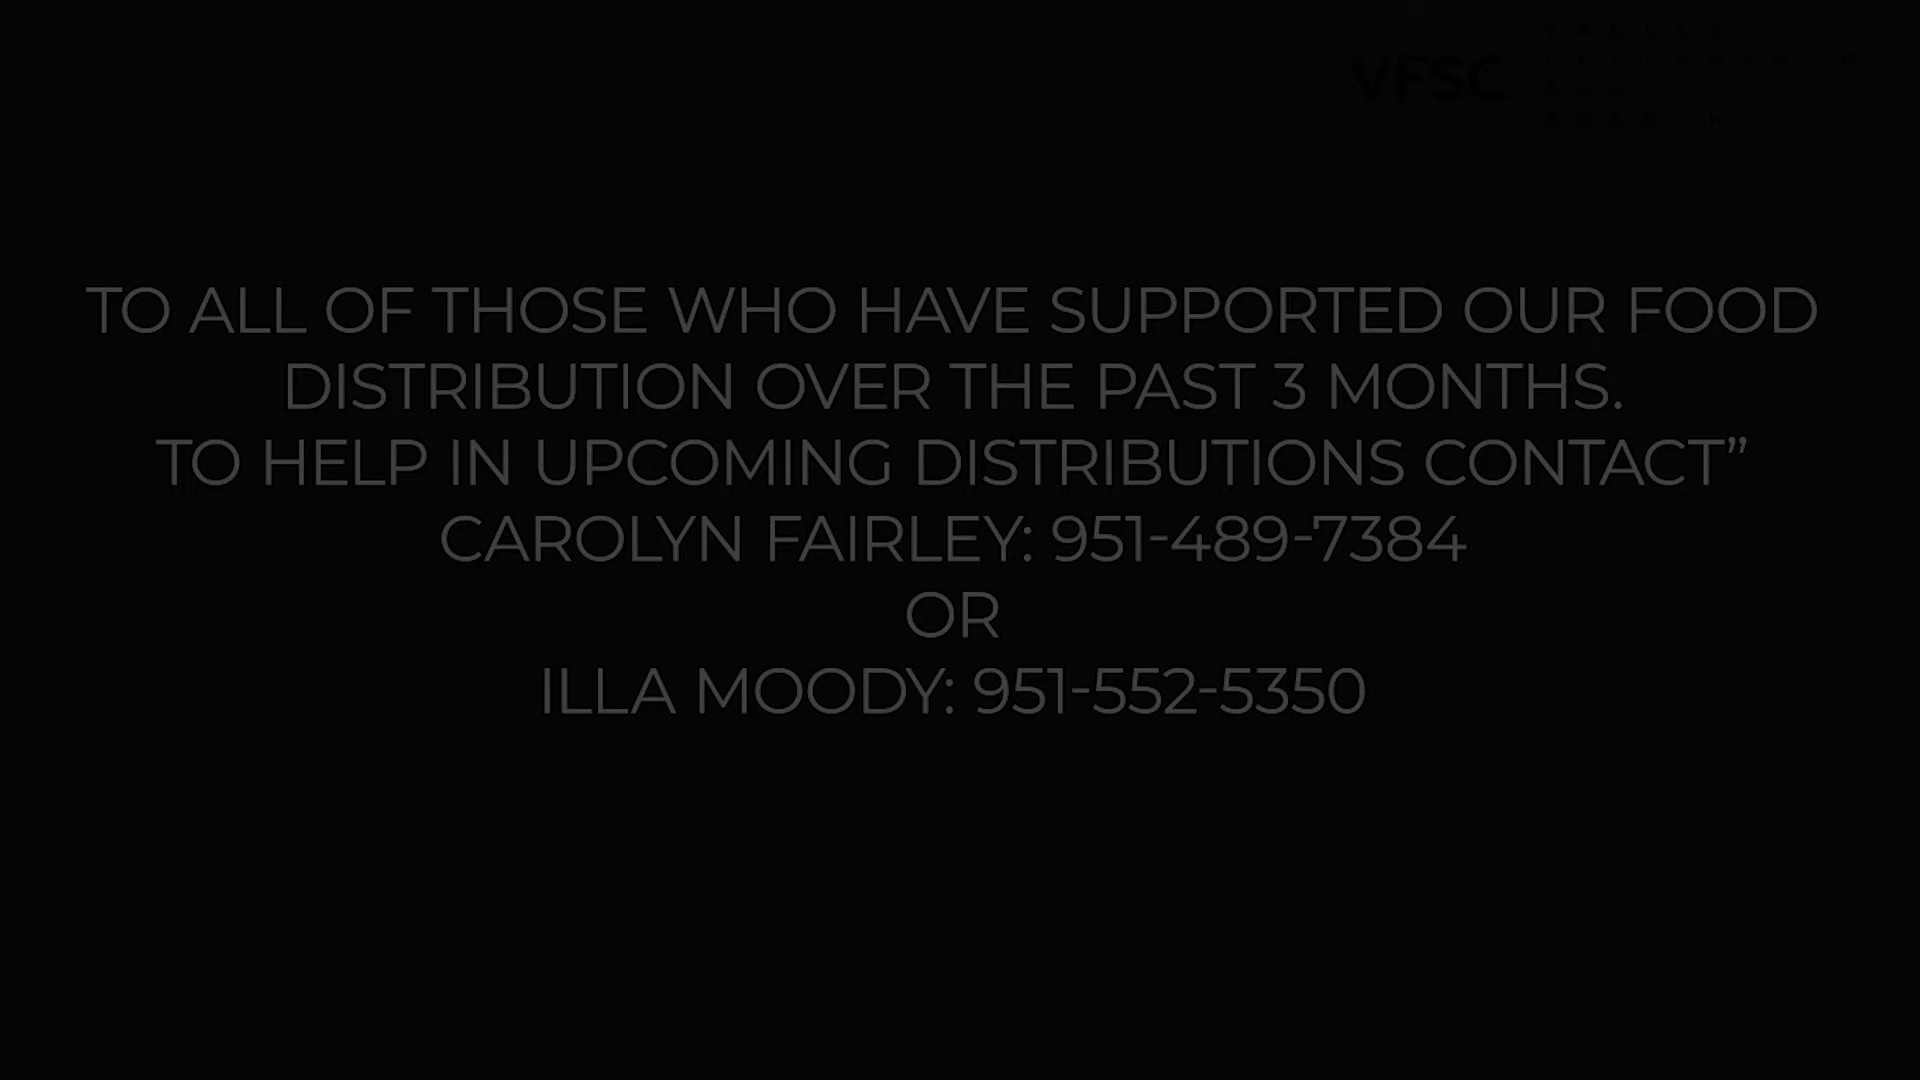 VFSC
TO ALL OF THOSE WHO HAVE SUPPORTED OUR FOOD
DISTRIBUTION OVER THE PAST 3 MONTHS.
TO HELP IN UPCOMING DISTRIBUTIONS CONTACT”
CAROLYN FAIRLEY: 951-489-7384
OR
ILLA MOODY: 951-552-5350